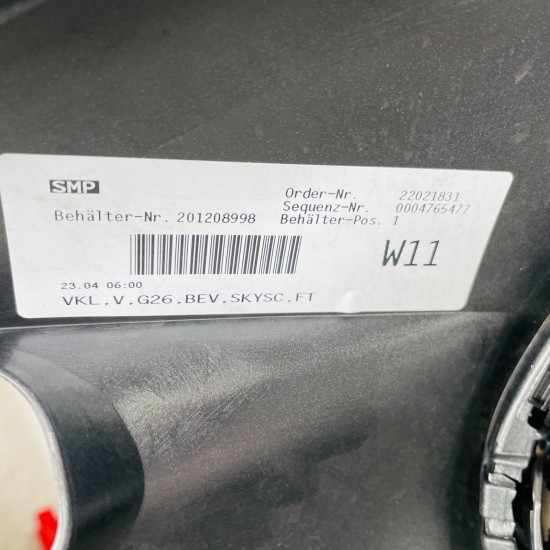 SMP
Order-Nr. 22021831
Sequenz-Nr. 0004765477
Behälter-Nr. 201208998 Behälter-Pos. 1
W11
23.04 06:00
VKL.V.G26.BEV.SKYSC.FT